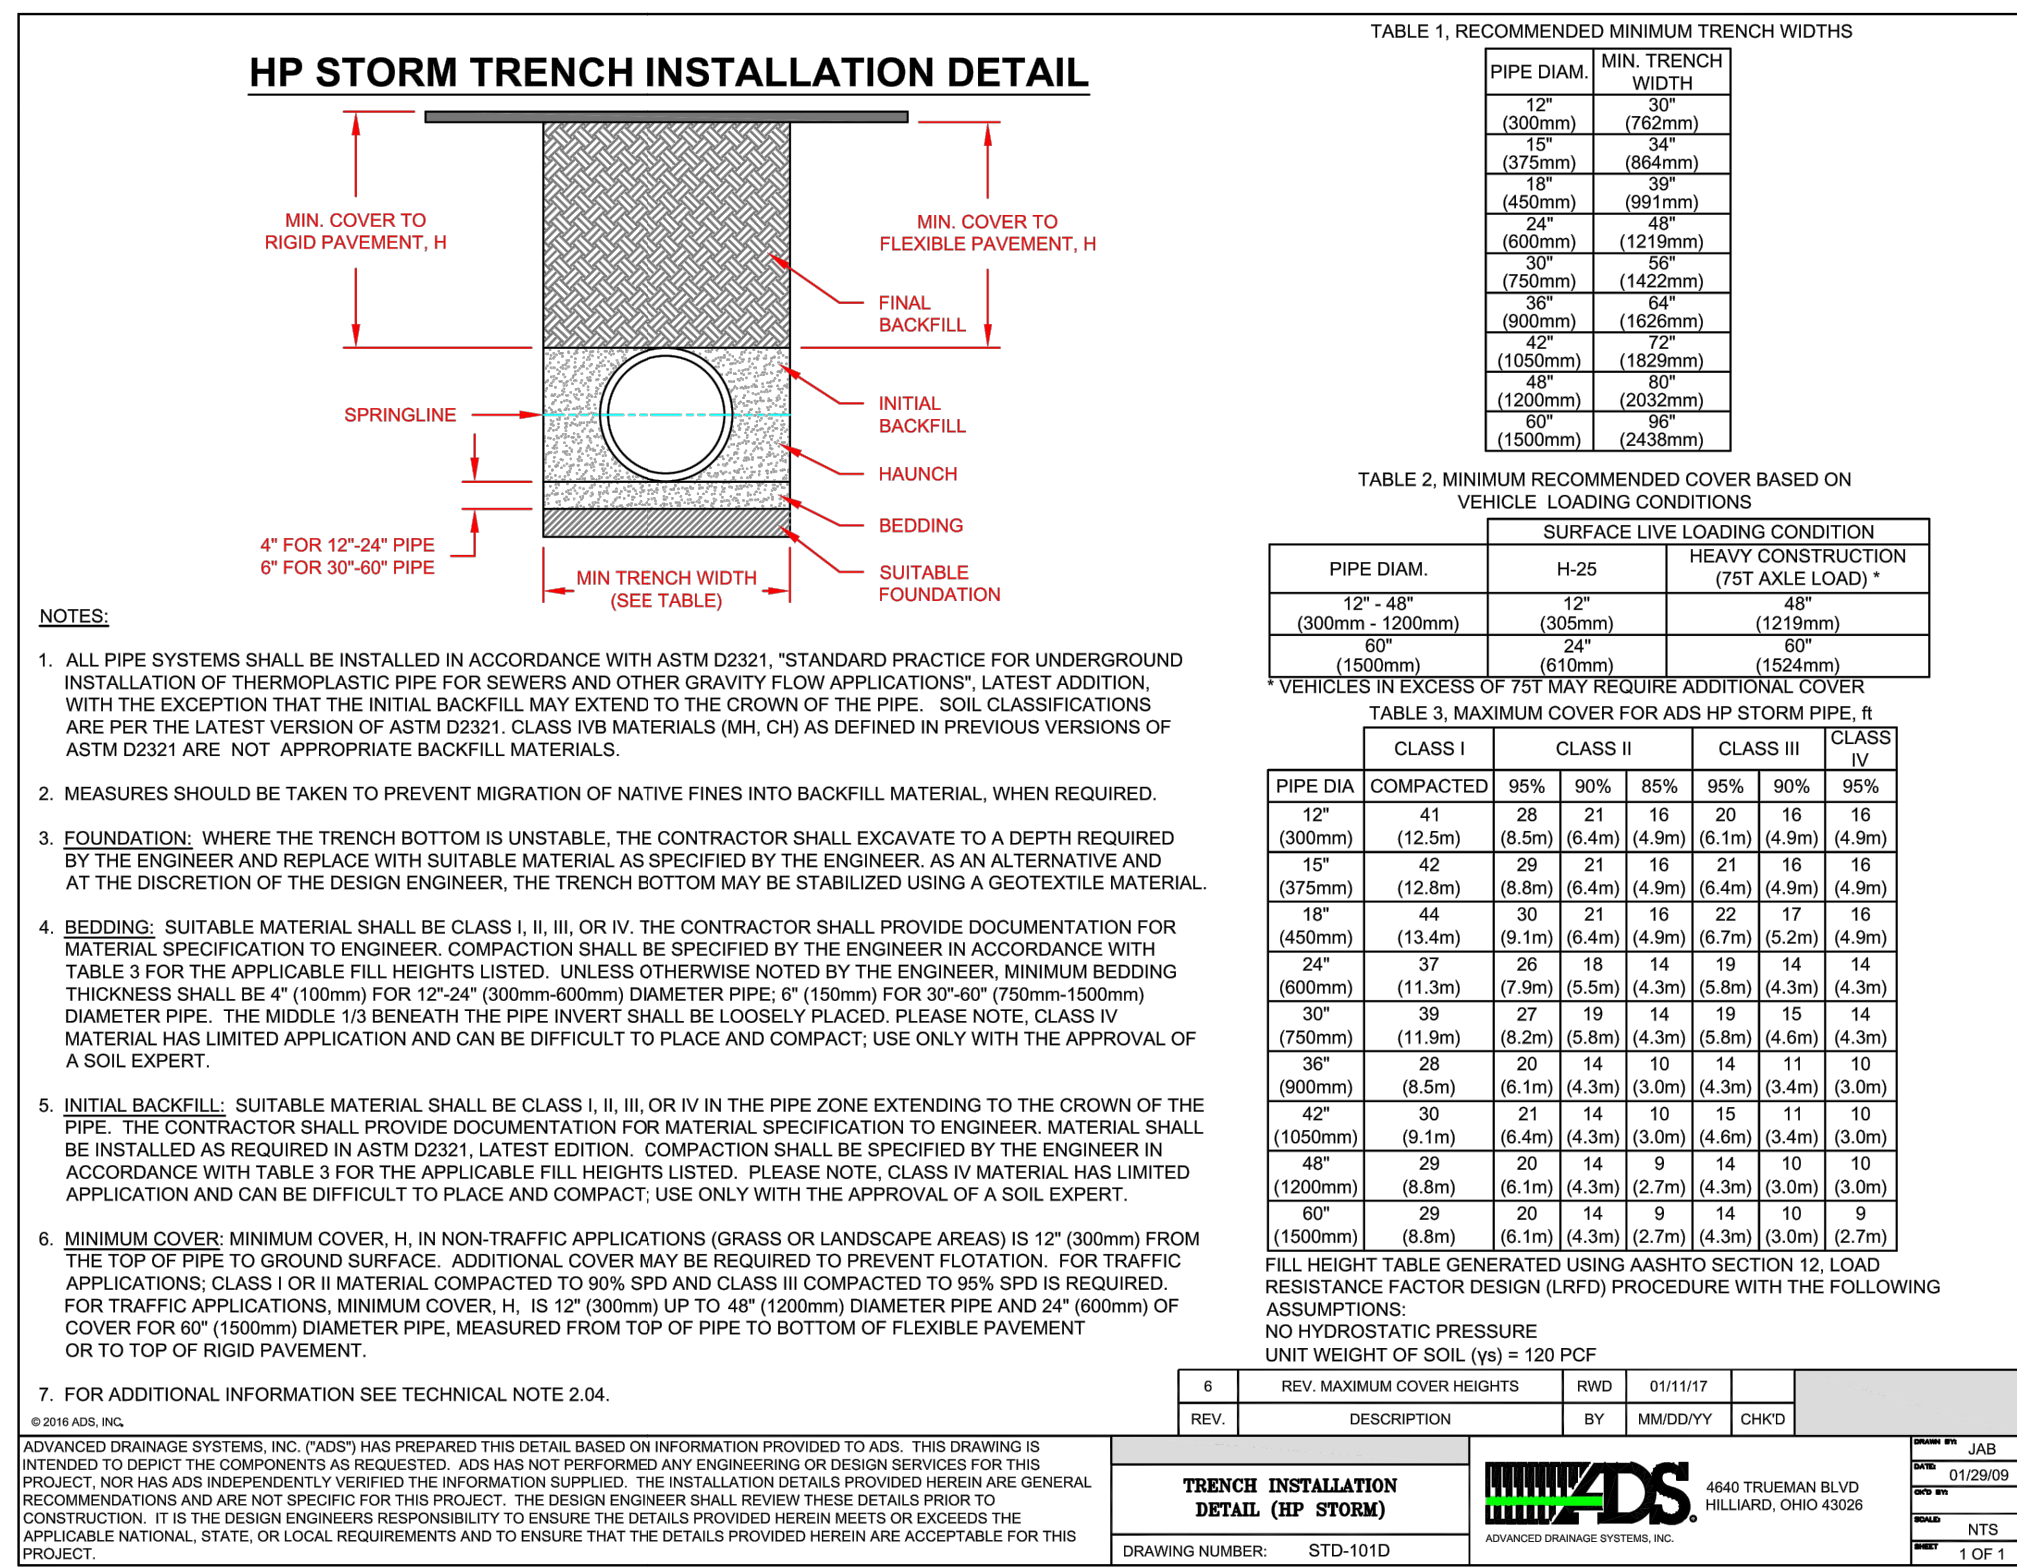 HP STORM TRENCH INSTALLATION DETAIL
MIN. COVER TO
RIGID PAVEMENT, H
MIN. COVER TO
FLEXIBLE PAVEMENT, H
FINAL
BACKFILL
SPRINGLINE
INITIAL
BACKFILL
HAUNCH
BEDDING
4" FOR 12"-24" PIPE
6" FOR 30"-60" PIPE
MIN TRENCH WIDTH
(SEE TABLE)
SUITABLE
FOUNDATION
NOTES:
1. ALL PIPE SYSTEMS SHALL BE INSTALLED IN ACCORDANCE WITH ASTM D2321, "STANDARD PRACTICE FOR UNDERGROUND
INSTALLATION OF THERMOPLASTIC PIPE FOR SEWERS AND OTHER GRAVITY FLOW APPLICATIONS", LATEST ADDITION,
WITH THE EXCEPTION THAT THE INITIAL BACKFILL MAY EXTEND TO THE CROWN OF THE PIPE. SOIL CLASSIFICATIONS
ARE PER THE LATEST VERSION OF ASTM D2321. CLASS IVB MATERIALS (MH, CH) AS DEFINED IN PREVIOUS VERSIONS OF
ASTM D2321 ARE NOT APPROPRIATE BACKFILL MATERIALS.
2. MEASURES SHOULD BE TAKEN TO PREVENT MIGRATION OF NATIVE FINES INTO BACKFILL MATERIAL, WHEN REQUIRED.
3. FOUNDATION: WHERE THE TRENCH BOTTOM IS UNSTABLE, THE CONTRACTOR SHALL EXCAVATE TO A DEPTH REQUIRED
BY THE ENGINEER AND REPLACE WITH SUITABLE MATERIAL AS SPECIFIED BY THE ENGINEER. AS AN ALTERNATIVE AND
AT THE DISCRETION OF THE DESIGN ENGINEER, THE TRENCH BOTTOM MAY BE STABILIZED USING A GEOTEXTILE MATERIAL.
4. BEDDING: SUITABLE MATERIAL SHALL BE CLASS I, II, III, OR IV. THE CONTRACTOR SHALL PROVIDE DOCUMENTATION FOR
MATERIAL SPECIFICATION TO ENGINEER. COMPACTION SHALL BE SPECIFIED BY THE ENGINEER IN ACCORDANCE WITH
TABLE 3 FOR THE APPLICABLE FILL HEIGHTS LISTED. UNLESS OTHERWISE NOTED BY THE ENGINEER, MINIMUM BEDDING
THICKNESS SHALL BE 4" (100mm) FOR 12"-24" (300mm-600mm) DIAMETER PIPE; 6" (150mm) FOR 30"-60" (750mm-1500mm)
DIAMETER PIPE. THE MIDDLE 1/3 BENEATH THE PIPE INVERT SHALL BE LOOSELY PLACED. PLEASE NOTE, CLASS IV
MATERIAL HAS LIMITED APPLICATION AND CAN BE DIFFICULT TO PLACE AND COMPACT; USE ONLY WITH THE APPROVAL OF
A SOIL EXPERT.
5. INITIAL BACKFILL: SUITABLE MATERIAL SHALL BE CLASS I, II, III, OR IV IN THE PIPE ZONE EXTENDING TO THE CROWN OF THE
PIPE. THE CONTRACTOR SHALL PROVIDE DOCUMENTATION FOR MATERIAL SPECIFICATION TO ENGINEER. MATERIAL SHALL
BE INSTALLED AS REQUIRED IN ASTM D2321, LATEST EDITION. COMPACTION SHALL BE SPECIFIED BY THE ENGINEER IN
ACCORDANCE WITH TABLE 3 FOR THE APPLICABLE FILL HEIGHTS LISTED. PLEASE NOTE, CLASS IV MATERIAL HAS LIMITED
APPLICATION AND CAN BE DIFFICULT TO PLACE AND COMPACT; USE ONLY WITH THE APPROVAL OF A SOIL EXPERT.
6. MINIMUM COVER: MINIMUM COVER, H, IN NON-TRAFFIC APPLICATIONS (GRASS OR LANDSCAPE AREAS) IS 12" (300mm) FROM
THE TOP OF PIPE TO GROUND SURFACE. ADDITIONAL COVER MAY BE REQUIRED TO PREVENT FLOTATION. FOR TRAFFIC
APPLICATIONS; CLASS I OR II MATERIAL COMPACTED TO 90% SPD AND CLASS III COMPACTED TO 95% SPD IS REQUIRED.
FOR TRAFFIC APPLICATIONS, MINIMUM COVER, H, IS 12" (300mm) UP TO 48" (1200mm) DIAMETER PIPE AND 24" (600mm) OF
COVER FOR 60" (1500mm) DIAMETER PIPE, MEASURED FROM TOP OF PIPE TO BOTTOM OF FLEXIBLE PAVEMENT
OR TO TOP OF RIGID PAVEMENT.
7. FOR ADDITIONAL INFORMATION SEE TECHNICAL NOTE 2.04.
© 2016 ADS, INC.
TABLE 1, RECOMMENDED MINIMUM TRENCH WIDTHS
PIPE DIAM. MIN. TRENCH WIDTH
12" 30"
(300mm) (762mm)
15" 34"
(375mm) (864mm)
18" 39"
(450mm) (991mm)
24" 48"
(600mm) (1219mm)
30" 56"
(750mm) (1422mm)
36" 64"
(900mm) (1626mm)
42" 72"
(1050mm) (1829mm)
48" 80"
(1200mm) (2032mm)
60" 96"
(1500mm) (2438mm)
TABLE 2, MINIMUM RECOMMENDED COVER BASED ON
VEHICLE LOADING CONDITIONS
SURFACE LIVE LOADING CONDITION
PIPE DIAM. H-25 HEAVY CONSTRUCTION
(75T AXLE LOAD) *
12" - 48" 12" 48"
(300mm - 1200mm) (305mm) (1219mm)
60" 24" 60"
(1500mm) (610mm) (1524mm)
* VEHICLES IN EXCESS OF 75T MAY REQUIRE ADDITIONAL COVER
TABLE 3, MAXIMUM COVER FOR ADS HP STORM PIPE, ft
CLASS I CLASS II CLASS III CLASS IV
PIPE DIA COMPACTED 95% 90% 85% 95% 90% 95%
12" 41 28 21 16 20 16 16
(300mm) (12.5m) (8.5m) (6.4m) (4.9m) (6.1m) (4.9m) (4.9m)
15" 42 29 21 16 21 16 16
(375mm) (12.8m) (8.8m) (6.4m) (4.9m) (6.4m) (4.9m) (4.9m)
18" 44 30 21 16 22 17 16
(450mm) (13.4m) (9.1m) (6.4m) (4.9m) (6.7m) (5.2m) (4.9m)
24" 37 26 18 14 19 14 14
(600mm) (11.3m) (7.9m) (5.5m) (4.3m) (5.8m) (4.3m) (4.3m)
30" 39 27 19 14 19 15 14
(750mm) (11.9m) (8.2m) (5.8m) (4.3m) (5.8m) (4.6m) (4.3m)
36" 28 20 14 10 14 11 10
(900mm) (8.5m) (6.1m) (4.3m) (3.0m) (4.3m) (3.4m) (3.0m)
42" 30 21 14 10 15 11 10
(1050mm) (9.1m) (6.4m) (4.3m) (3.0m) (4.6m) (3.4m) (3.0m)
48" 29 20 14 9 14 10 10
(1200mm) (8.8m) (6.1m) (4.3m) (2.7m) (4.3m) (3.0m) (3.0m)
60" 29 20 14 9 14 10 9
(1500mm) (8.8m) (6.1m) (4.3m) (2.7m) (4.3m) (3.0m) (2.7m)
FILL HEIGHT TABLE GENERATED USING AASHTO SECTION 12, LOAD
RESISTANCE FACTOR DESIGN (LRFD) PROCEDURE WITH THE FOLLOWING
ASSUMPTIONS:
NO HYDROSTATIC PRESSURE
UNIT WEIGHT OF SOIL (γs) = 120 PCF
6 REV. MAXIMUM COVER HEIGHTS RWD 01/11/17
REV. DESCRIPTION BY MM/DD/YY CHK'D
ADVANCED DRAINAGE SYSTEMS, INC. ("ADS") HAS PREPARED THIS DETAIL BASED ON INFORMATION PROVIDED TO ADS. THIS DRAWING IS
INTENDED TO DEPICT THE COMPONENTS AS REQUESTED. ADS HAS NOT PERFORMED ANY ENGINEERING OR DESIGN SERVICES FOR THIS
PROJECT, NOR HAS ADS INDEPENDENTLY VERIFIED THE INFORMATION SUPPLIED. THE INSTALLATION DETAILS PROVIDED HEREIN ARE GENERAL
RECOMMENDATIONS AND ARE NOT SPECIFIC FOR THIS PROJECT. THE DESIGN ENGINEER SHALL REVIEW THESE DETAILS PRIOR TO
CONSTRUCTION. IT IS THE DESIGN ENGINEERS RESPONSIBILITY TO ENSURE THE DETAILS PROVIDED HEREIN MEETS OR EXCEEDS THE
APPLICABLE NATIONAL, STATE, OR LOCAL REQUIREMENTS AND TO ENSURE THAT THE DETAILS PROVIDED HEREIN ARE ACCEPTABLE FOR THIS
PROJECT.
TRENCH INSTALLATION
DETAIL (HP STORM)
DRAWING NUMBER: STD-101D
ADS
ADVANCED DRAINAGE SYSTEMS, INC.
4640 TRUEMAN BLVD
HILLIARD, OHIO 43026
DRAWN BY: JAB
DATE: 01/29/09
CK'D BY:
SCALE: NTS
SHEET 1 OF 1